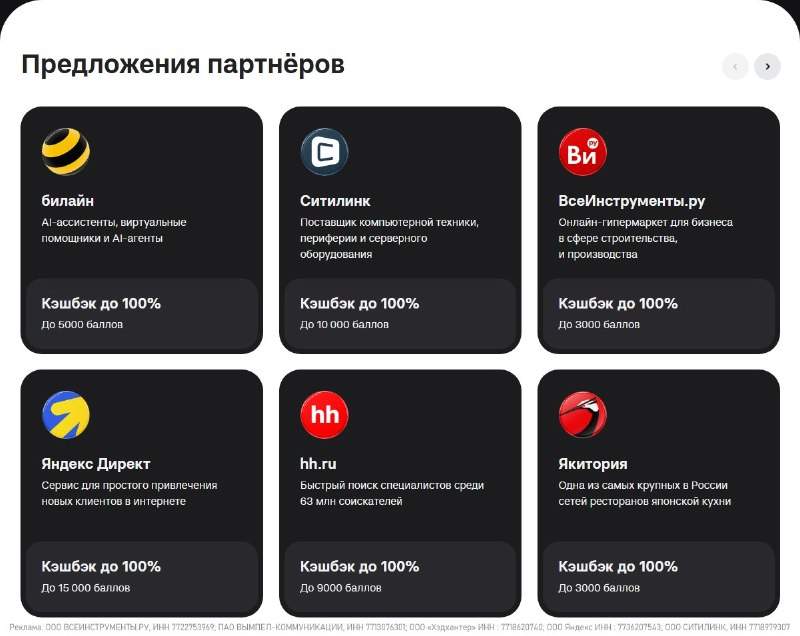 Предложения партнёров
билайн
AI-ассистенты, виртуальные
помощники и AI-агенты
Кэшбэк до 100%
До 5000 баллов
Ситилинк
Поставщик компьютерной техники,
периферии и серверного
оборудования
Кэшбэк до 100%
До 10 000 баллов
Ви
РУ
ВсеИнструменты.ру
Онлайн-гипермаркет для бизнеса
в сфере строительства,
и производства
Кэшбэк до 100%
До 3000 баллов
Яндекс Директ
Сервис для простого привлечения
новых клиентов в интернете
Кэшбэк до 100%
До 15 000 баллов
hh
hh.ru
Быстрый поиск специалистов среди
63 млн соискателей
Кэшбэк до 100%
До 9000 баллов
Якитория
Одна из самых крупных в России
сетей ресторанов японской кухни
Кэшбэк до 100%
До 3000 баллов
Реклама. ООО ВСЕИНСТРУМЕНТЫ.РУ, ИНН 7722753969; ПАО ВЫМПЕЛ-КОММУНИКАЦИИ, ИНН 7713076301; ООО «Хэдхантер» ИНН : 7718620740; ООО Яндекс ИНН : 7736207543; ООО СИТИЛИНК, ИНН 7718979307